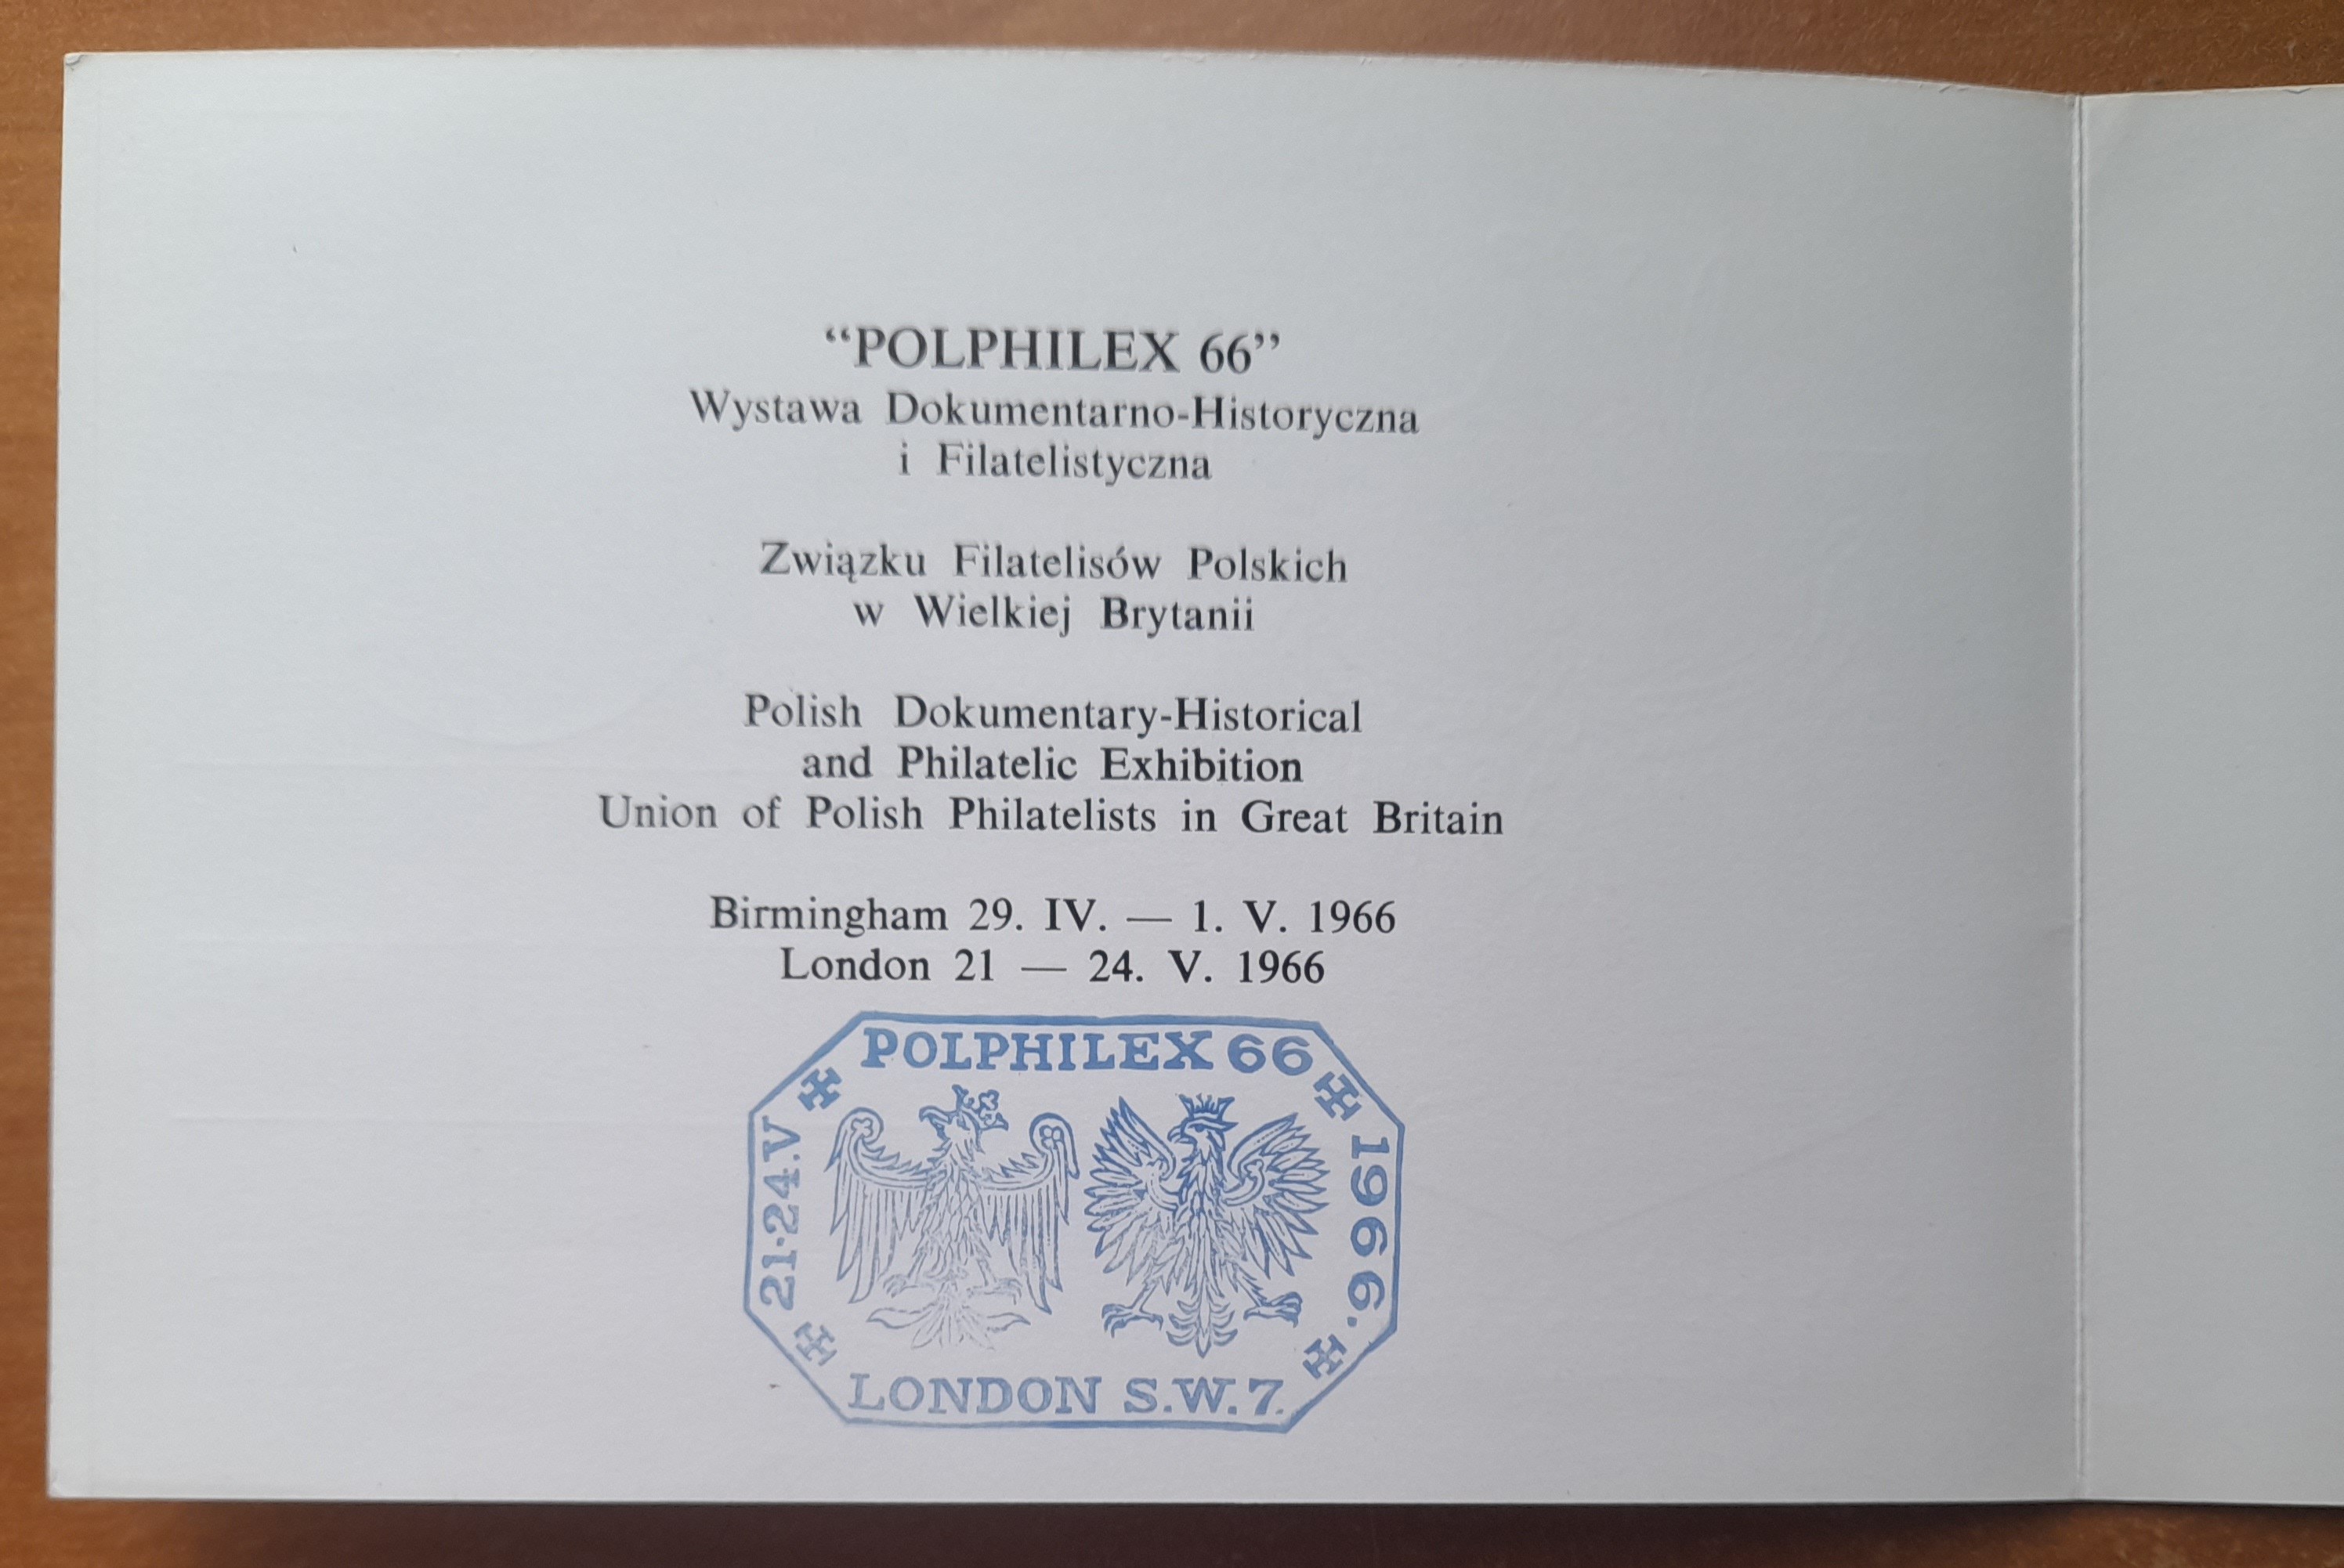 “POLPHILEX 66”
Wystawa Dokumentarno-Historyczna
i Filatelistyczna
Związku Filatelisów Polskich
w Wielkiej Brytanii
Polish Dokumentary-Historical
and Philatelic Exhibition
Union of Polish Philatelists in Great Britain
Birmingham 29. IV. — 1. V. 1966
London 21 — 24. V. 1966
POLPHILEX 66
21·24.V
1966.
LONDON S.W.7.